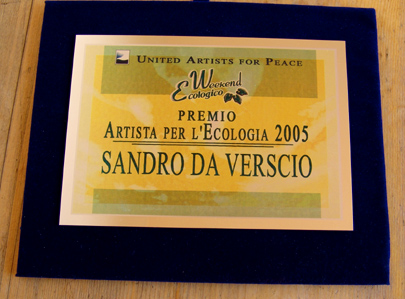 UNITED ARTISTS FOR PEACE
Weekend
Ecologico
PREMIO
ARTISTA PER L'ECOLOGIA 2005
SANDRO DA VERSCIO